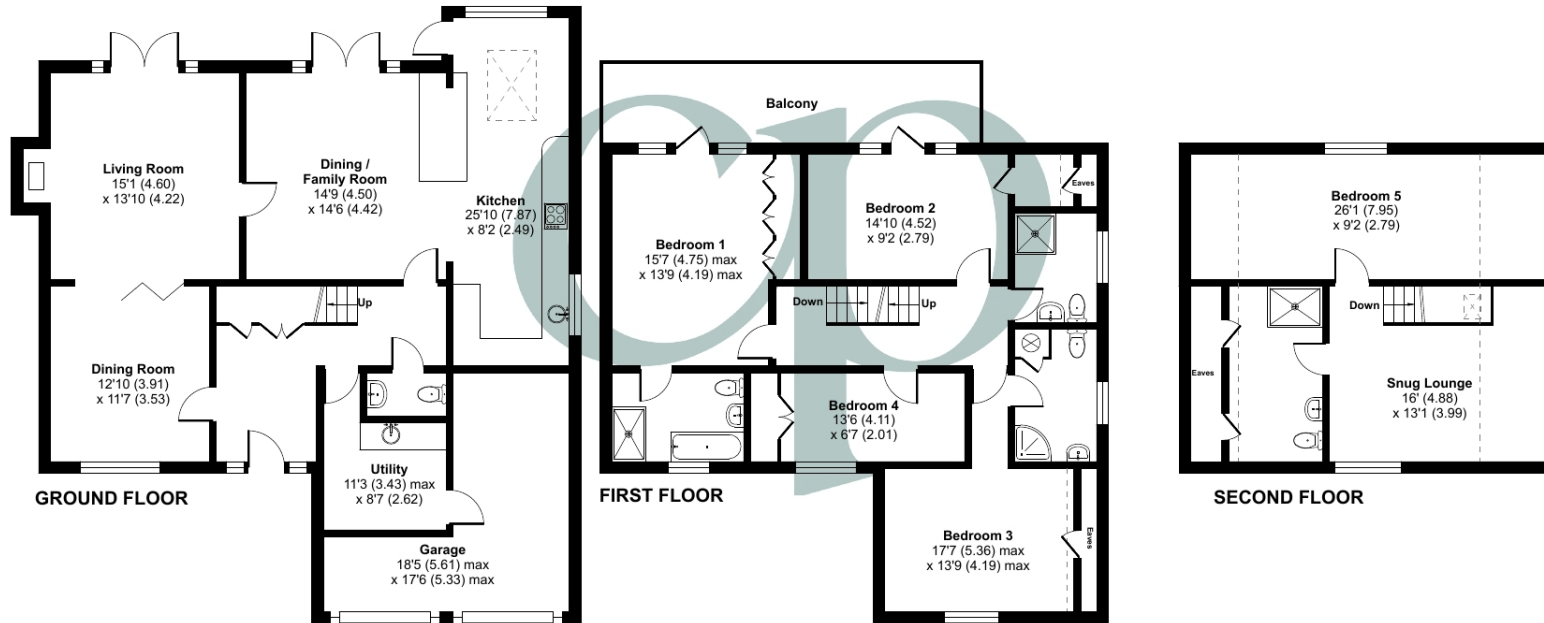 Living Room
15'1 (4.60)
x 13'10 (4.22)
Dining /
Family Room
14'9 (4.50)
x 14'6 (4.42)
Kitchen
25'10 (7.87)
x 8'2 (2.49)
Up
Dining Room
12'10 (3.91)
x 11'7 (3.53)
Utility
11'3 (3.43) max
x 8'7 (2.62)
Garage
18'5 (5.61) max
x 17'6 (5.33) max
GROUND FLOOR
cp
Balcony
Bedroom 1
15'7 (4.75) max
x 13'9 (4.19) max
Bedroom 2
14'10 (4.52)
x 9'2 (2.79)
Eaves
Down
Up
Bedroom 4
13'6 (4.11)
x 6'7 (2.01)
Bedroom 3
17'7 (5.36) max
x 13'9 (4.19) max
Eaves
FIRST FLOOR
Bedroom 5
26'1 (7.95)
x 9'2 (2.79)
Down
Eaves
Snug Lounge
16' (4.88)
x 13'1 (3.99)
SECOND FLOOR